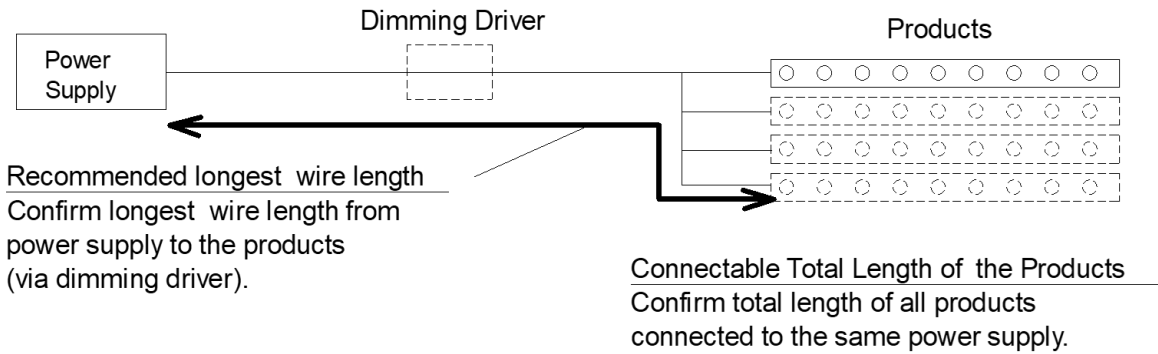 Dimming Driver
Products
Power
Supply
Recommended longest wire length
Confirm longest wire length from
power supply to the products
(via dimming driver).
Connectable Total Length of the Products
Confirm total length of all products
connected to the same power supply.